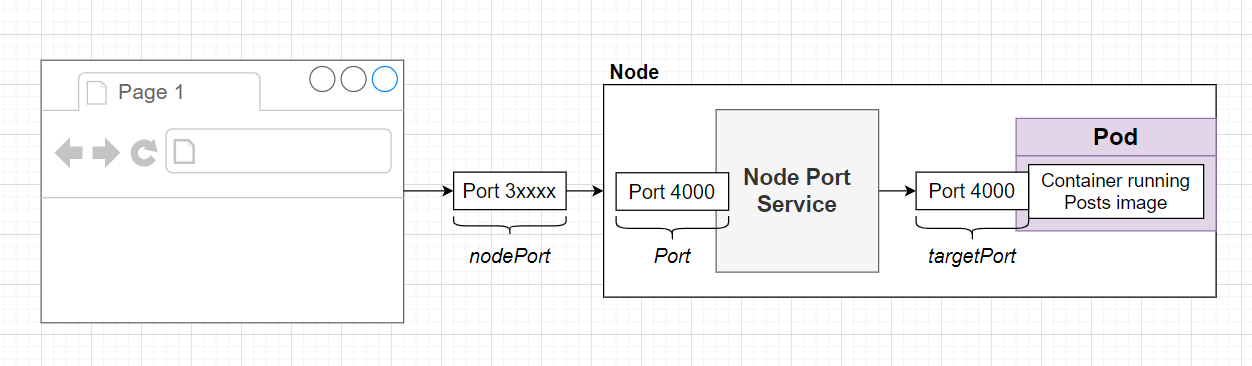 Page 1
Node
Pod
Port 3xxxx
Port 4000
Node Port
Service
Port 4000
Container running
Posts image
nodePort
Port
targetPort